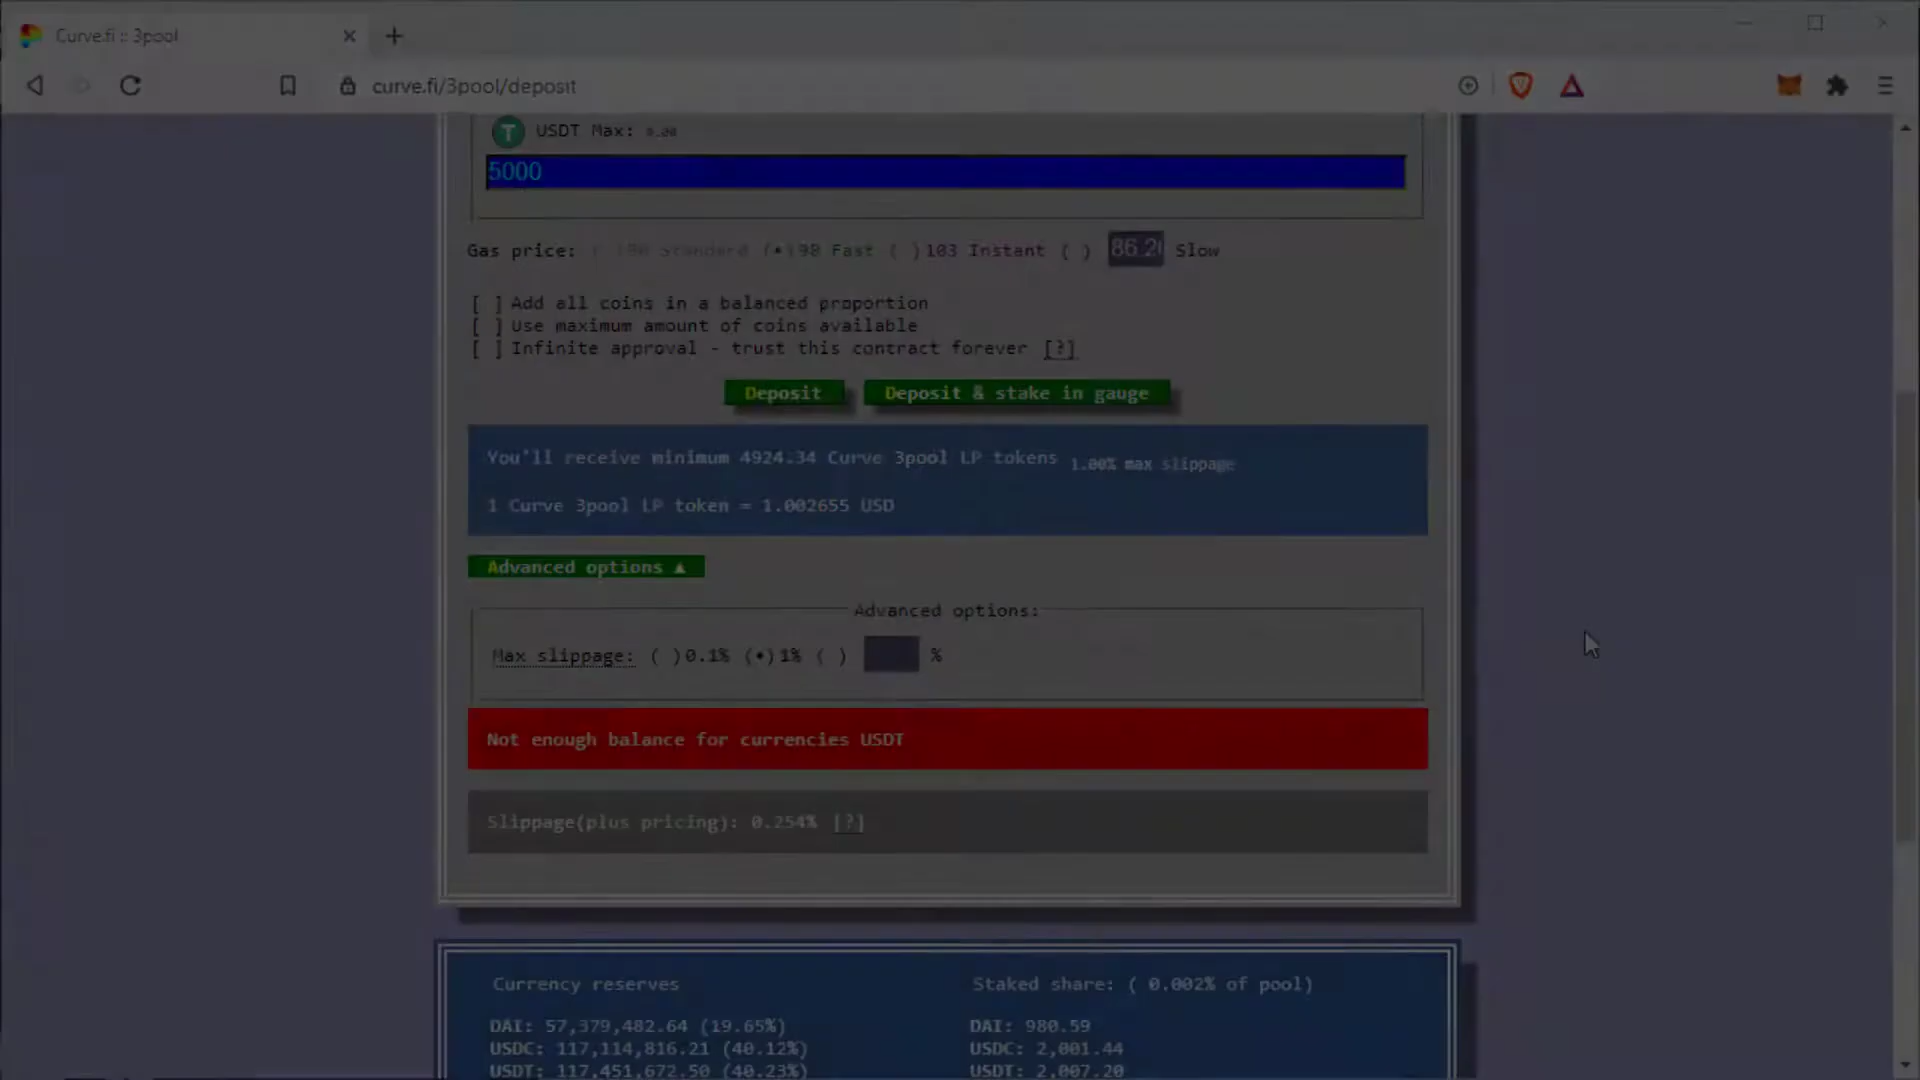 Curve.fi :: 3pool
curve.fi/3pool/deposit
USDT Max: 0.00
5000
Gas price: ( )90 Standard (•)98 Fast ( )103 Instant ( ) 86.2 Slow
[ ] Add all coins in a balanced proportion
[ ] Use maximum amount of coins available
[ ] Infinite approval - trust this contract forever [?]
Deposit
Deposit & stake in gauge
You'll receive minimum 4924.34 Curve 3pool LP tokens 1.00% max slippage
1 Curve 3pool LP token = 1.002655 USD
Advanced options ▲
Advanced options:
Max slippage: ( )0.1% (•)1% ( ) %
Not enough balance for currencies USDT
Slippage(plus pricing): 0.254% [?]
Currency reserves
DAI: 57,379,482.64 (19.65%)
USDC: 117,114,816.21 (40.12%)
USDT: 117,451,672.50 (40.23%)
Staked share: ( 0.002% of pool)
DAI: 980.59
USDC: 2,001.44
USDT: 2,007.20